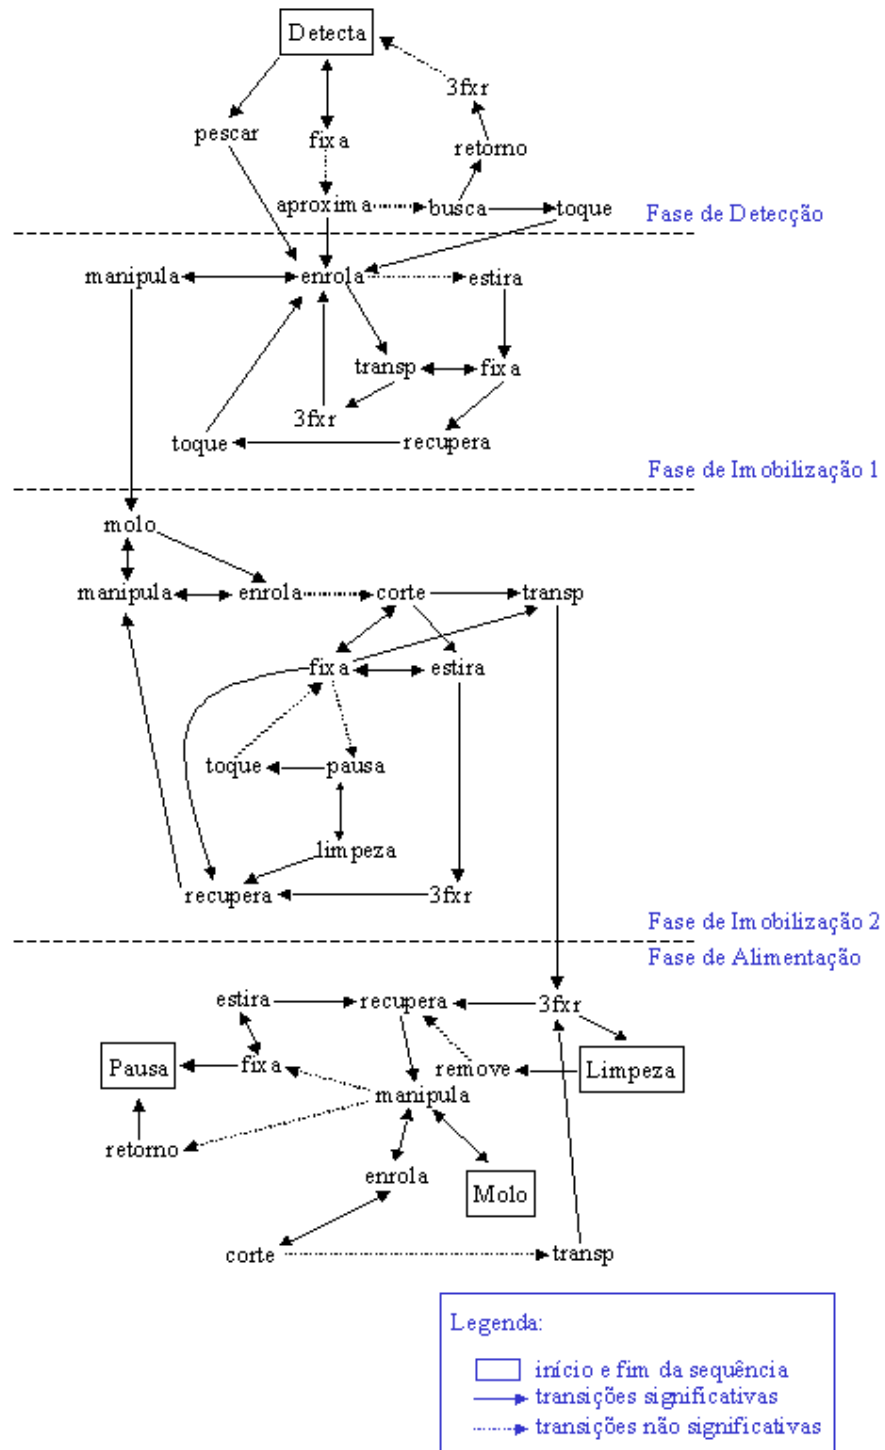 Detecta
3fxr
pescar
fixa
retorno
aproxima
busca
toque
Fase de Detecção
manipula
enrola
estira
transp
fixa
3fxr
toque
recupera
Fase de Imobilização 1
molo
manipula
enrola
corte
transp
fixa
estira
toque
pausa
limpeza
recupera
3fxr
Fase de Imobilização 2
Fase de Alimentação
estira
recupera
3fxr
Pausa
fixa
remove
Limpeza
manipula
retorno
enrola
Molo
corte
transp
Legenda:
início e fim da sequência
transições significativas
transições não significativas